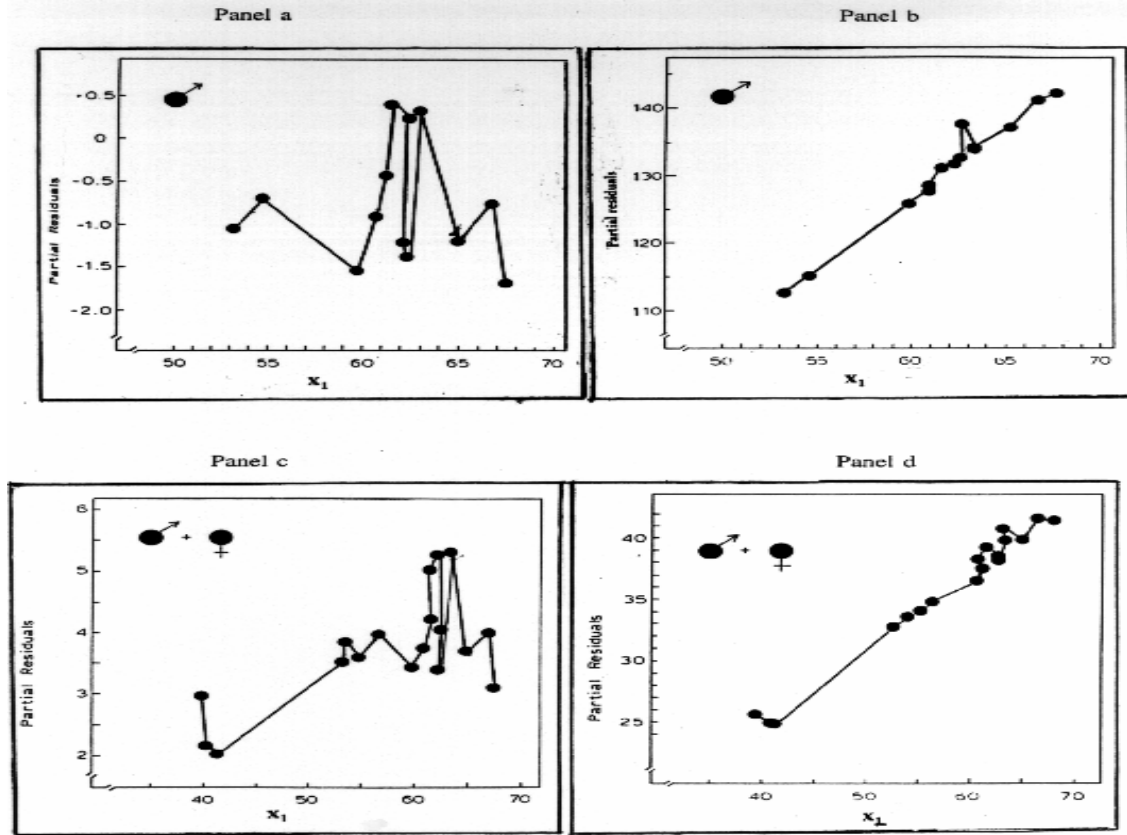 Panel a
Panel b
0.5
0
-0.5
-1.0
-1.5
-2.0
Partial Residuals
50 55 60 65 70
x₁
140
130
120
110
Partial residuals
50 55 60 65 70
x₁
Panel c
Panel d
6
5
4
3
2
Partial Residuals
+
40 50 60 70
x₁
40
35
30
25
Partial Residuals
+
40 50 60 70
x₁